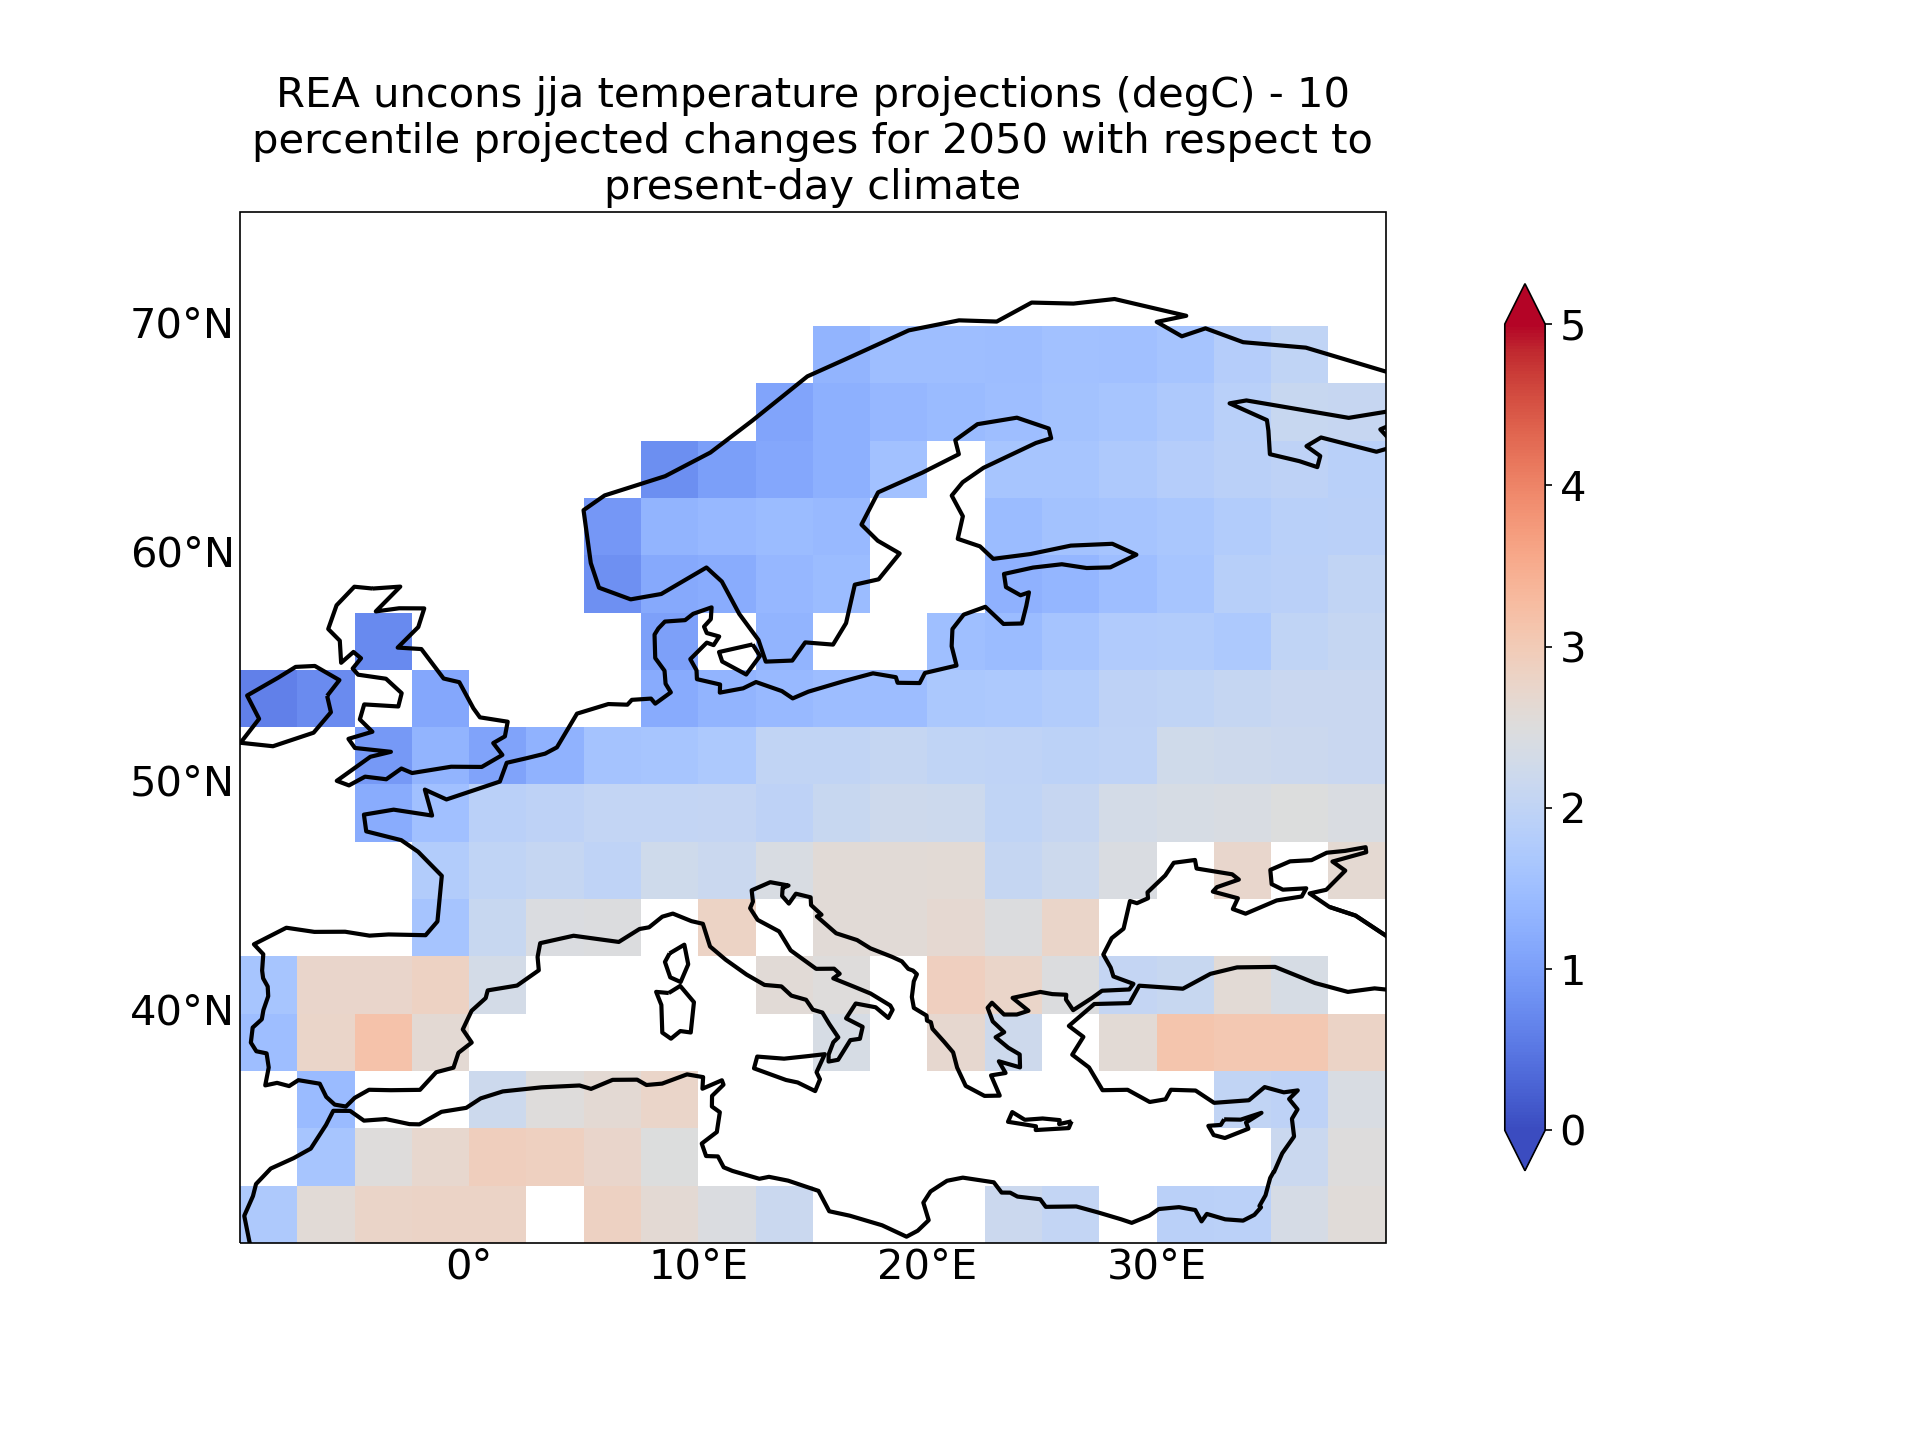 REA uncons jja temperature projections (degC) - 10
percentile projected changes for 2050 with respect to
present-day climate
70°N
60°N
50°N
40°N
0°
10°E
20°E
30°E
5
4
3
2
1
0